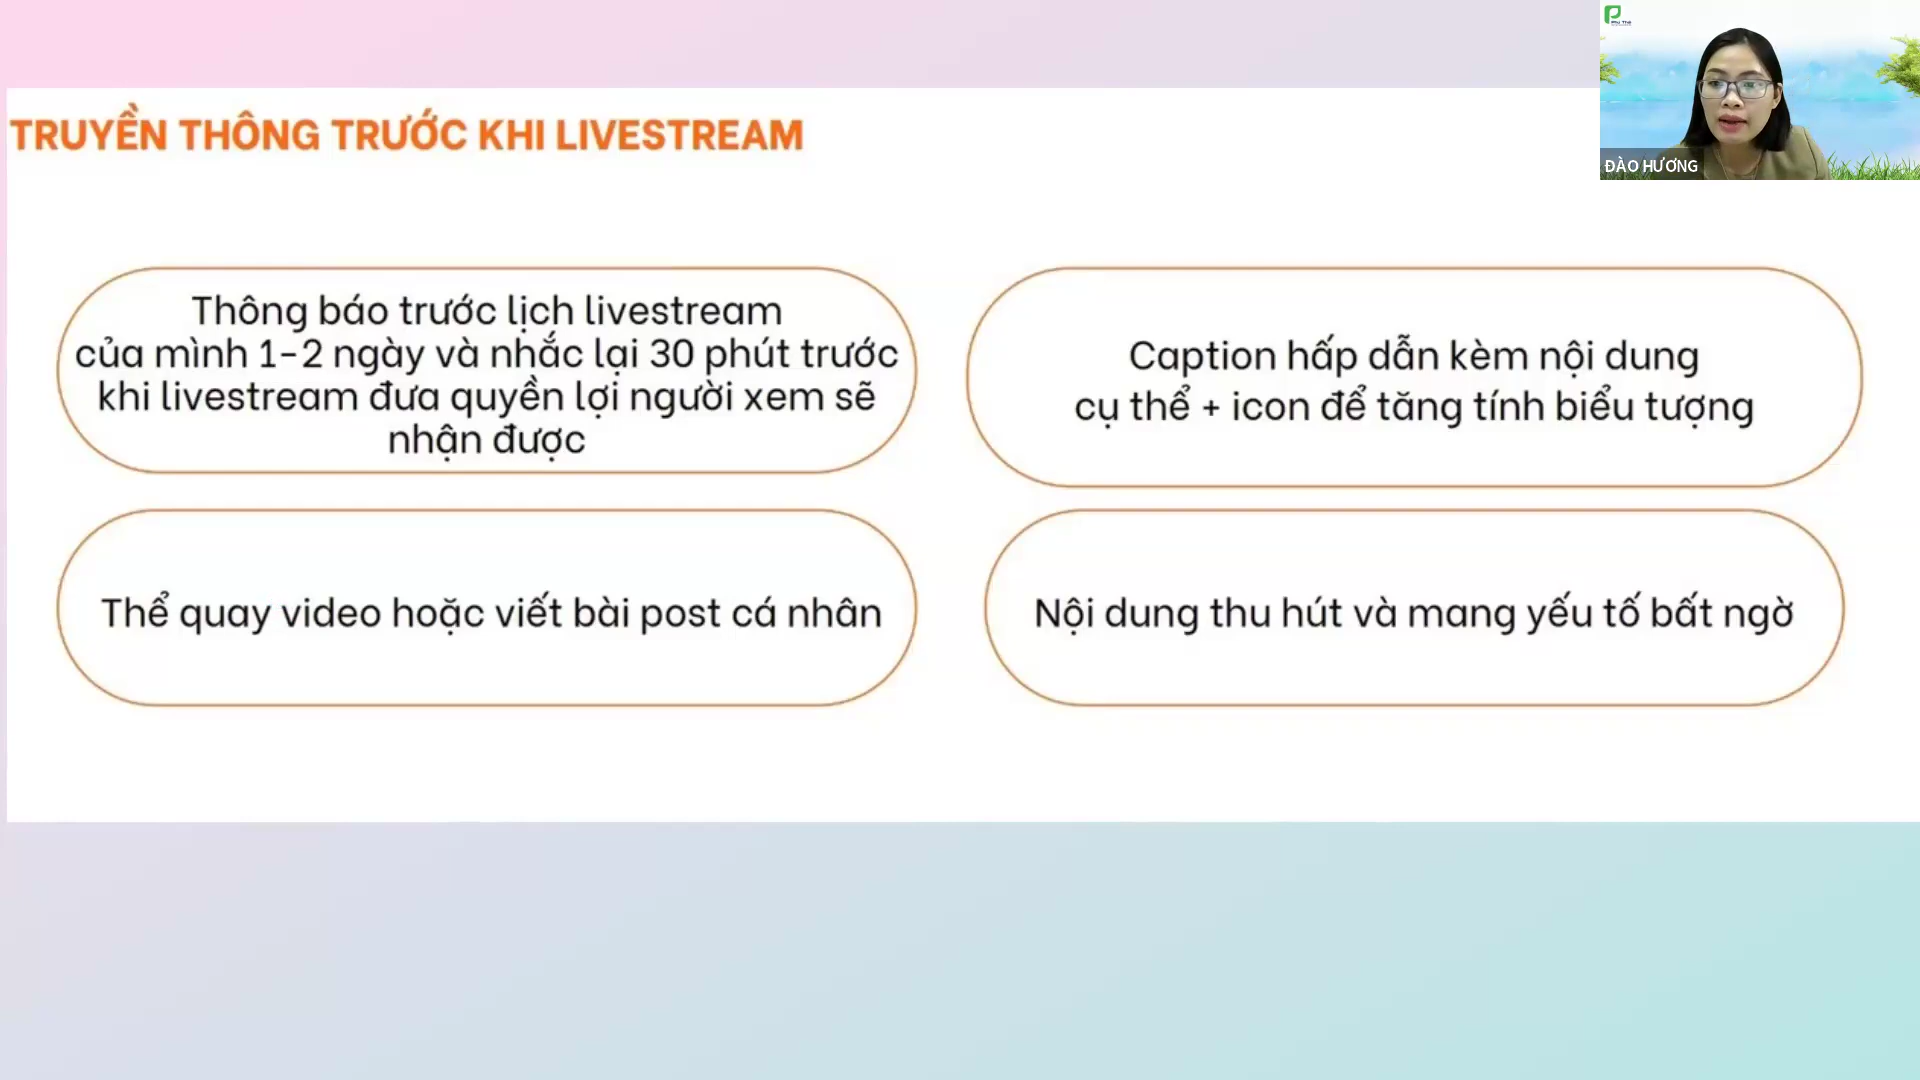 TRUYỀN THÔNG TRƯỚC KHI LIVESTREAM
Thông báo trước lịch livestream
của mình 1-2 ngày và nhắc lại 30 phút trước
khi livestream đưa quyền lợi người xem sẽ
nhận được
Caption hấp dẫn kèm nội dung
cụ thể + icon để tăng tính biểu tượng
Thể quay video hoặc viết bài post cá nhân
Nội dung thu hút và mang yếu tố bất ngờ
ĐÀO HƯƠNG